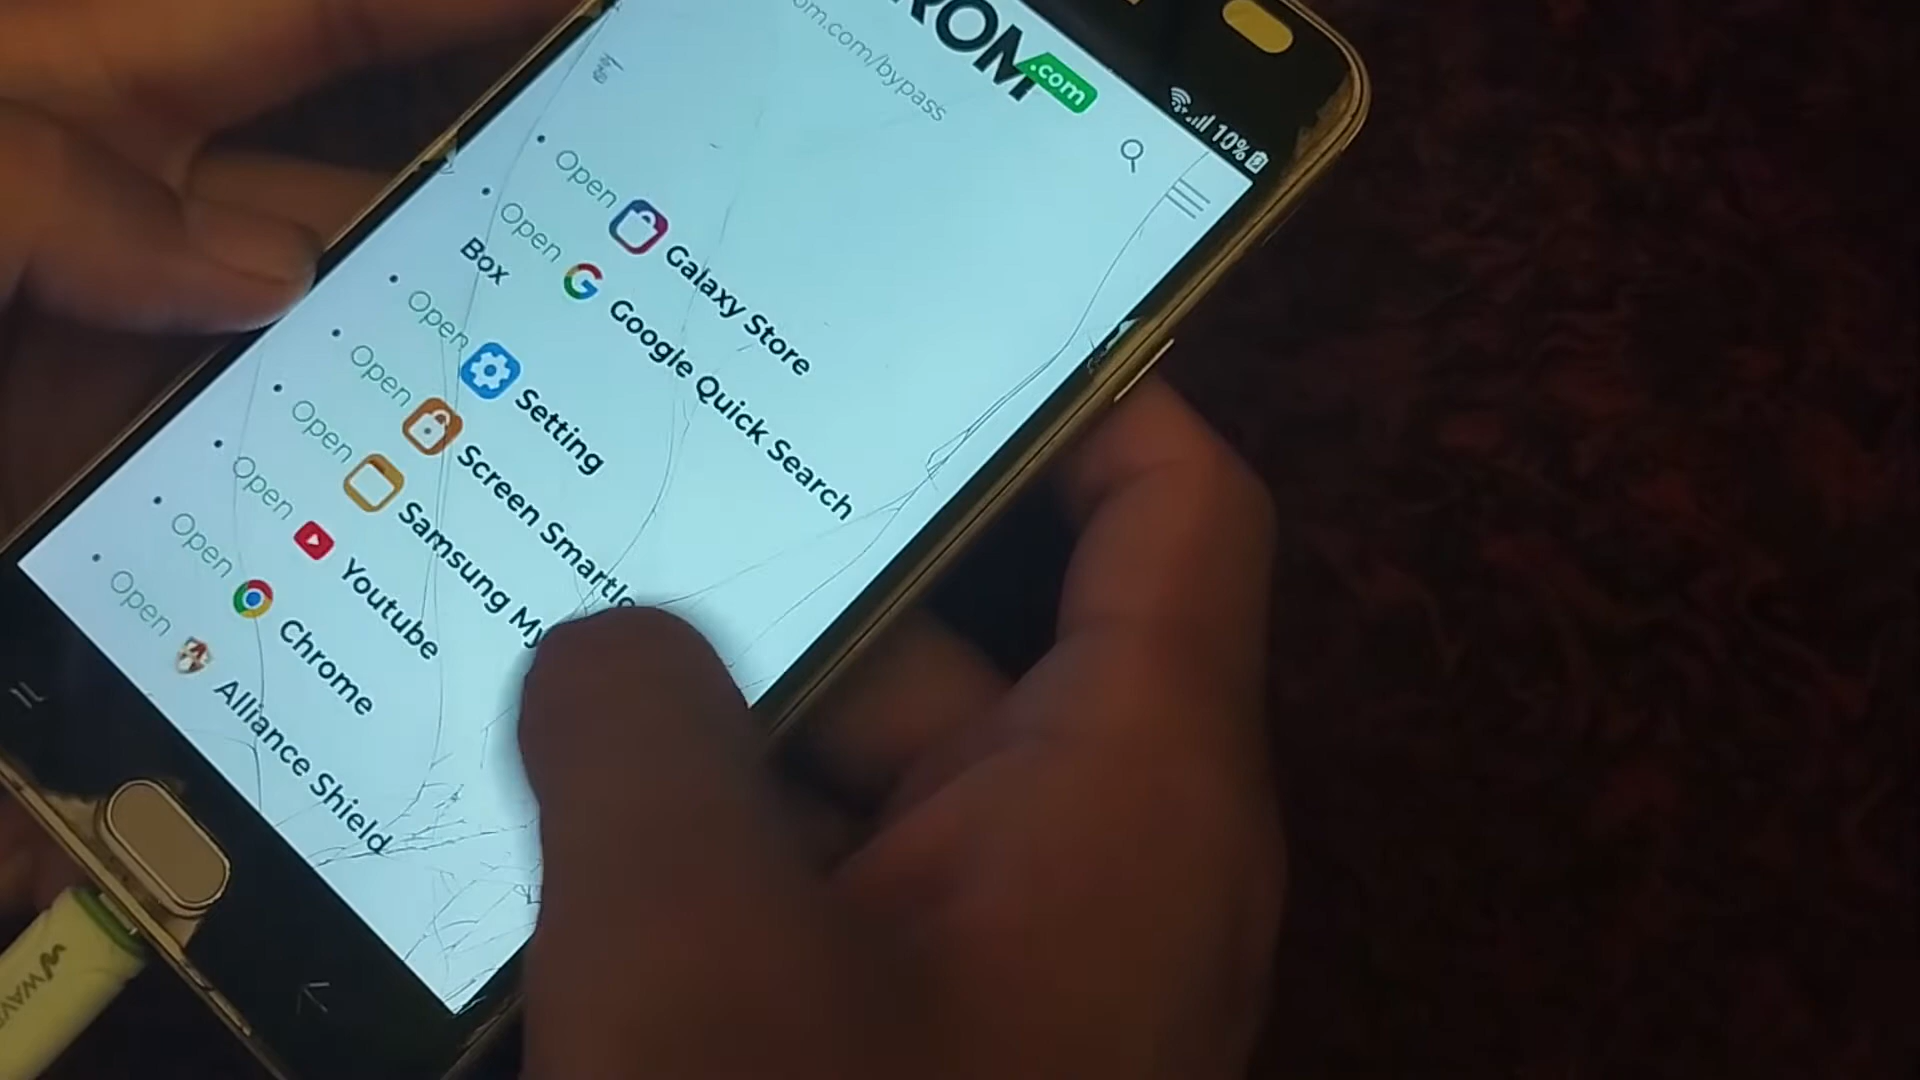 ROM
.com
om.com/bypass
10%
Open Galaxy Store
Open Google Quick Search
Box
Open Setting
Open Screen Smartlo
Open Samsung My
Open Youtube
Open Chrome
Open Alliance Shield